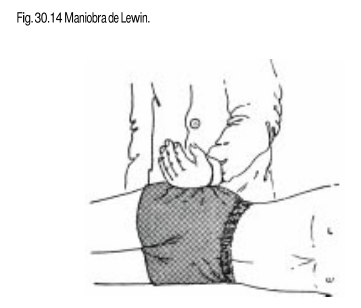 Fig. 30.14 Maniobra de Lewin.